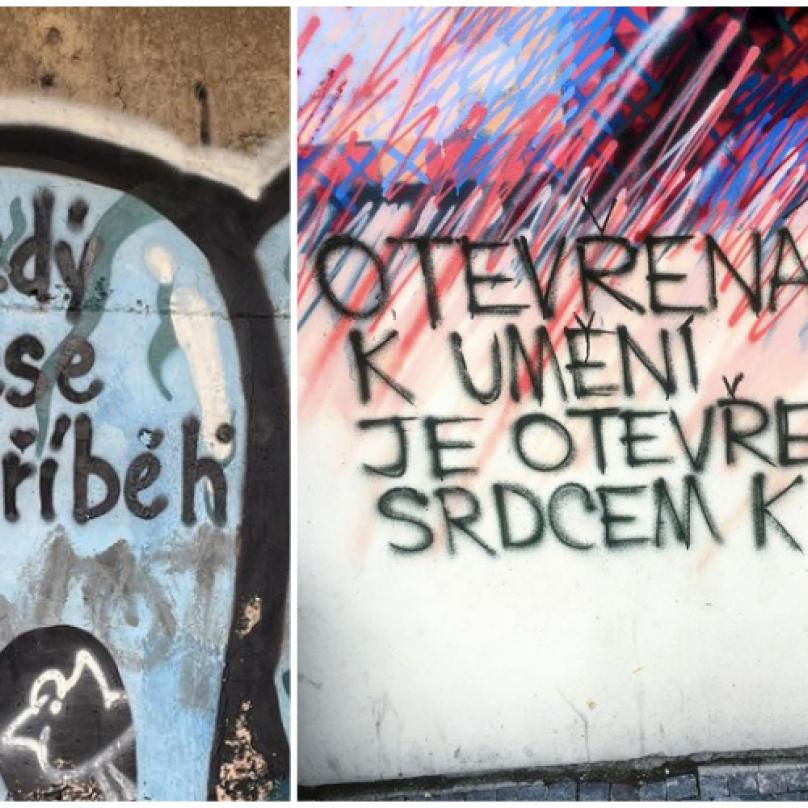 dý
se
říběh
OTEVŘENA
K UMĚNÍ
JE OTEVŘE
SRDCEM K